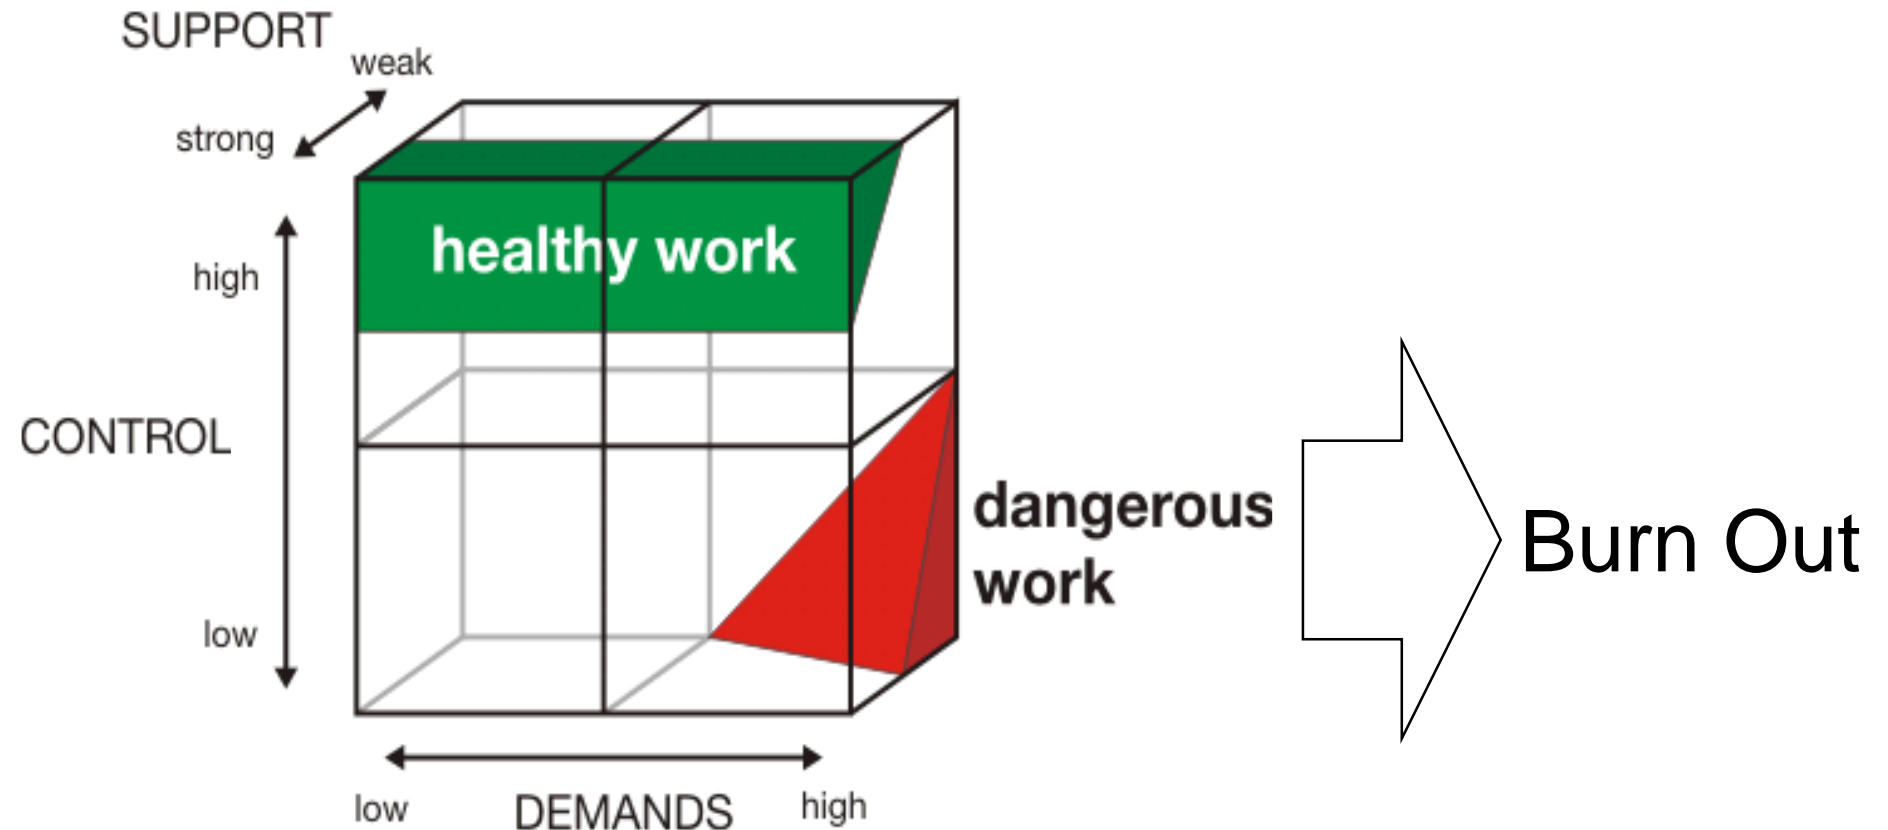 SUPPORT
weak
strong
healthy work
high
CONTROL
dangerous
work
Burn Out
low
low
DEMANDS
high